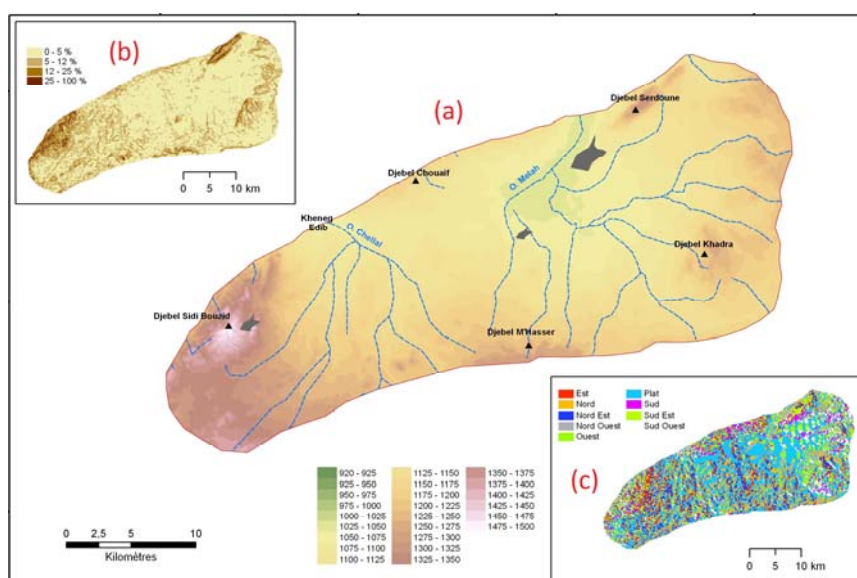 (b)
0 - 5 %
5 - 12 %
12 - 25 %
25 - 100 %
0 5 10 km
(a)
Djebel Serdoune
Djebel Chouaif
O. Melah
Kheneg
Edib
O. Chellal
Djebel Khadra
Djebel Sidi Bouzid
Djebel M'Hasser
920 - 925
925 - 950
950 - 975
975 - 1000
1000 - 1025
1025 - 1050
1050 - 1075
1075 - 1100
1100 - 1125
1125 - 1150
1150 - 1175
1175 - 1200
1200 - 1225
1225 - 1250
1250 - 1275
1275 - 1300
1300 - 1325
1325 - 1350
1350 - 1375
1375 - 1400
1400 - 1425
1425 - 1450
1450 - 1475
1475 - 1500
0 2,5 5 10
Kilomètres
Est
Nord
Nord Est
Nord Ouest
Ouest
Plat
Sud
Sud Est
Sud Ouest
(c)
0 5 10 km